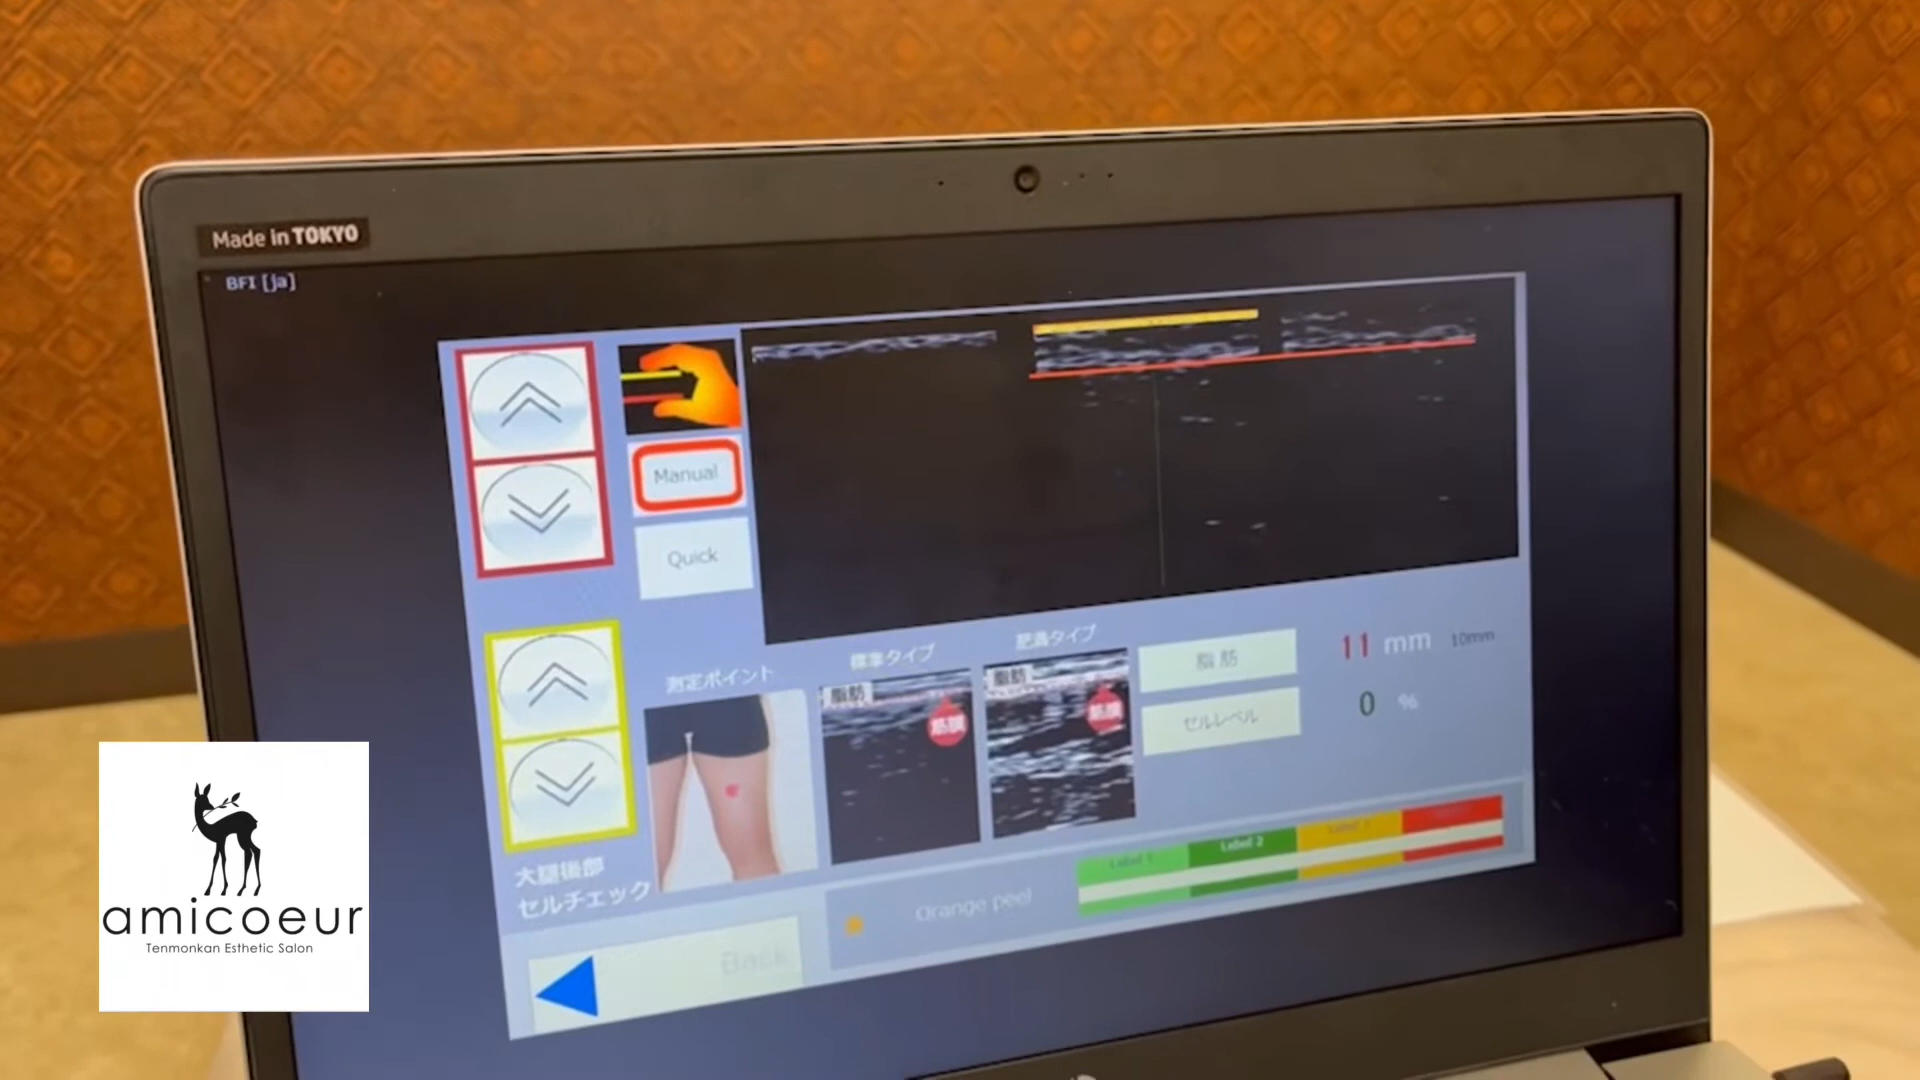 Made in TOKYO
BFI [ja]
Manual
Quick
測定ポイント
標準タイプ
肥満タイプ
脂肪
筋膜
脂肪
筋膜
脂肪
11 mm 10mm
セルレベル
0 %
大腿後部
セルチェック
Orange peel
Label 1
Label 2
Label 3
Back
amicoeur
Tenmonkan Esthetic Salon